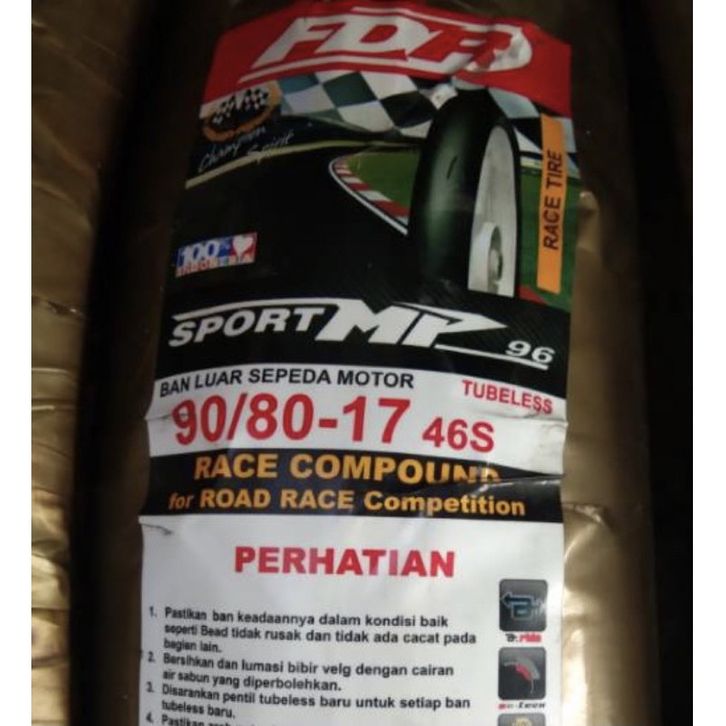 FDR
Champion
Spirit
RACE TIRE
100%
SPORT MP 96
BAN LUAR SEPEDA MOTOR
TUBELESS
90/80-17 46S
RACE COMPOUND
for ROAD RACE Competition
PERHATIAN
1. Pastikan ban keadaannya dalam kondisi baik
seperti Bead tidak rusak dan tidak ada cacat pada
bagian lain.
2. Bersihkan dan lumasi bibir velg dengan cairan
air sabun yang diperbolehkan.
3. Disarankan pentil tubeless baru untuk setiap ban
tubeless baru.
4. Pastikan